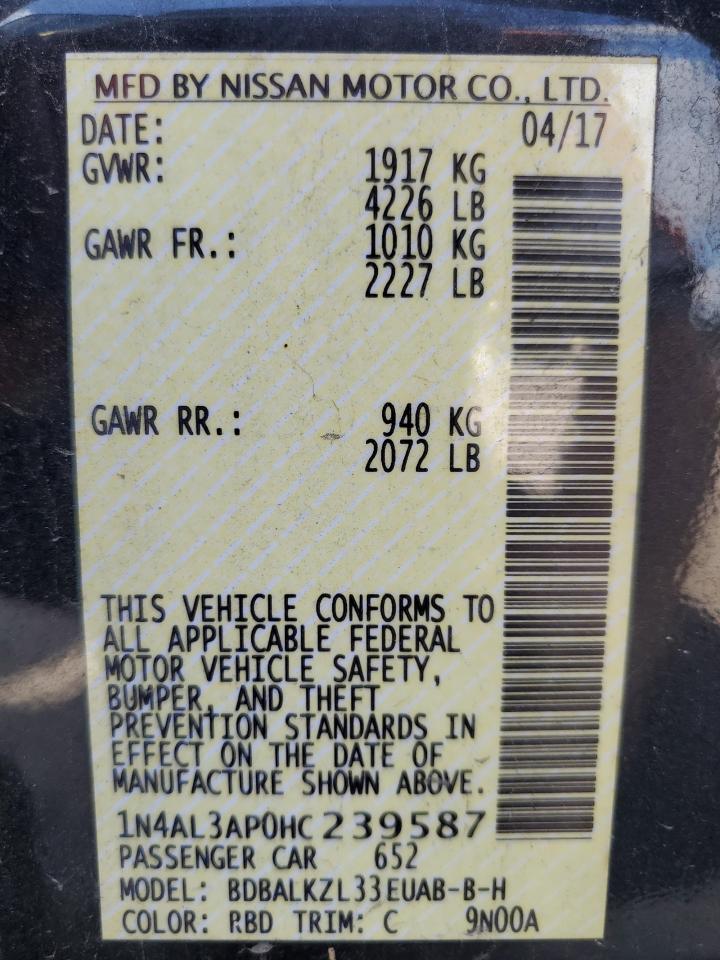 MFD BY NISSAN MOTOR CO., LTD.
DATE: 04/17
GVWR: 1917 KG
4226 LB
GAWR FR.: 1010 KG
2227 LB
GAWR RR.: 940 KG
2072 LB
THIS VEHICLE CONFORMS TO
ALL APPLICABLE FEDERAL
MOTOR VEHICLE SAFETY,
BUMPER, AND THEFT
PREVENTION STANDARDS IN
EFFECT ON THE DATE OF
MANUFACTURE SHOWN ABOVE.
1N4AL3AP0HC239587
PASSENGER CAR 652
MODEL: BDBALKZL33EUAB-B-H
COLOR: RBD TRIM: C 9N00A